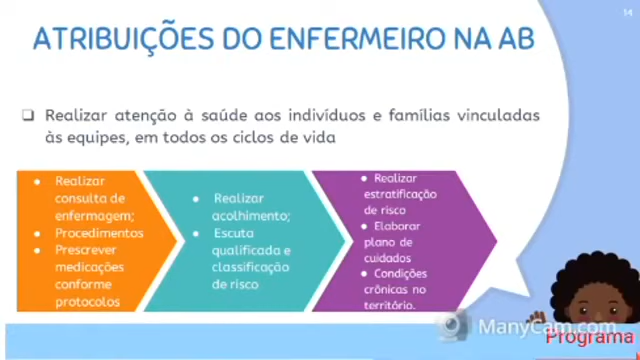 14
ATRIBUIÇÕES DO ENFERMEIRO NA AB
❑ Realizar atenção à saúde aos indivíduos e famílias vinculadas
às equipes, em todos os ciclos de vida
● Realizar
consulta de
enfermagem;
● Procedimentos
● Prescrever
medicações
conforme
protocolos
● Realizar
acolhimento;
● Escuta
qualificada e
classificação
de risco
● Realizar
estratificação
de risco
● Elaborar
plano de
cuidados
● Condições
crônicas no
território.
ManyCam.com
Programa